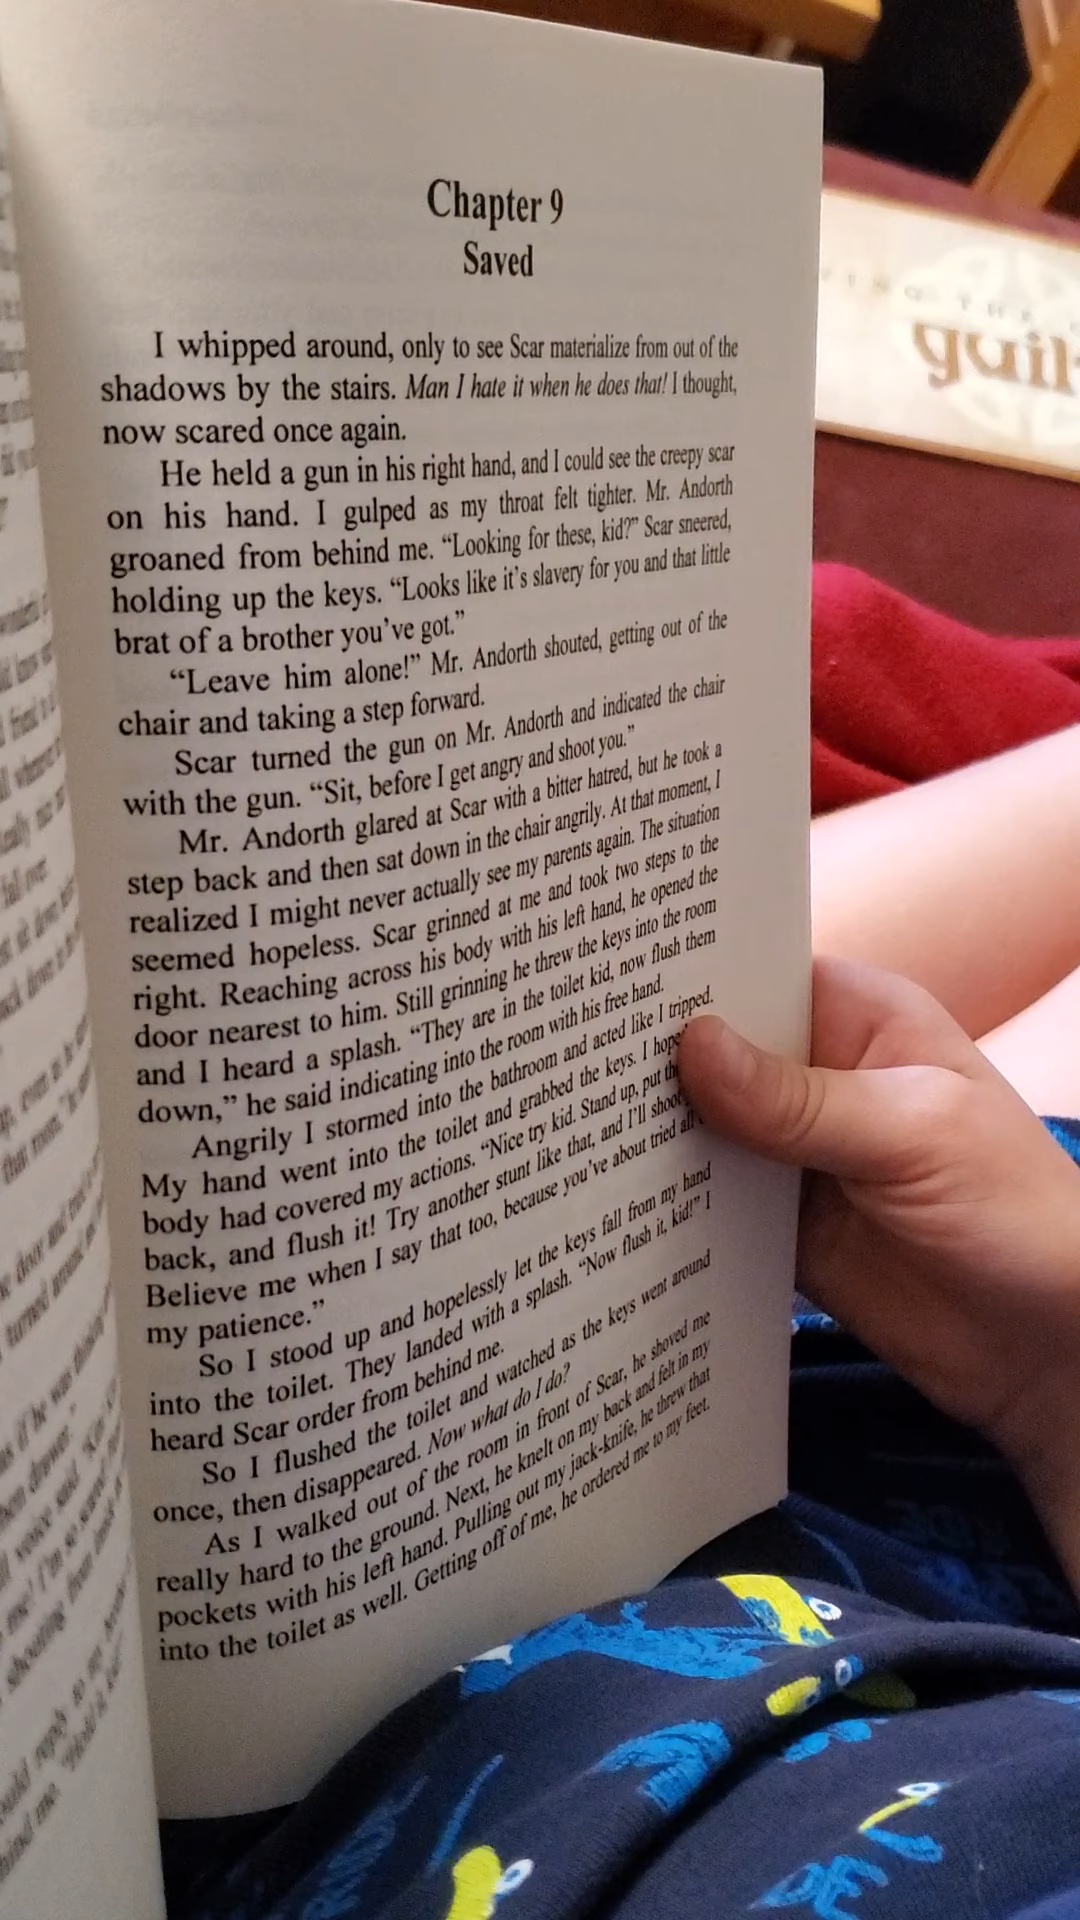 Chapter 9
Saved
I whipped around, only to see Scar materialize from out of the
shadows by the stairs. Man I hate it when he does that! I thought,
now scared once again.
He held a gun in his right hand, and I could see the creepy scar
on his hand. I gulped as my throat felt tighter. Mr. Andorth
groaned from behind me. “Looking for these, kid?” Scar sneered,
holding up the keys. “Looks like it’s slavery for you and that little
brat of a brother you’ve got.”
“Leave him alone!” Mr. Andorth shouted, getting out of the
chair and taking a step forward.
Scar turned the gun on Mr. Andorth and indicated the chair
with the gun. “Sit, before I get angry and shoot you.”
Mr. Andorth glared at Scar with a bitter hatred, but he took a
step back and then sat down in the chair angrily. At that moment, I
realized I might never actually see my parents again. The situation
seemed hopeless. Scar grinned at me and took two steps to the
right. Reaching across his body with his left hand, he opened the
door nearest to him. Still grinning he threw the keys into the room
and I heard a splash. “They are in the toilet kid, now flush them
down,” he said indicating into the room with his free hand.
Angrily I stormed into the bathroom and acted like I tripped.
My hand went into the toilet and grabbed the keys. I hope
body had covered my actions. “Nice try kid. Stand up, put th
back, and flush it! Try another stunt like that, and I’ll shoot
Believe me when I say that too, because you’ve about tried all
my patience.”
So I stood up and hopelessly let the keys fall from my hand
into the toilet. They landed with a splash. “Now flush it, kid!” I
heard Scar order from behind me.
So I flushed the toilet and watched as the keys went around
once, then disappeared. Now what do I do?
As I walked out of the room in front of Scar, he shoved me
really hard to the ground. Next, he knelt on my back and felt in my
pockets with his left hand. Pulling out my jack-knife, he threw that
into the toilet as well. Getting off of me, he ordered me to my feet.
VING THE
guil